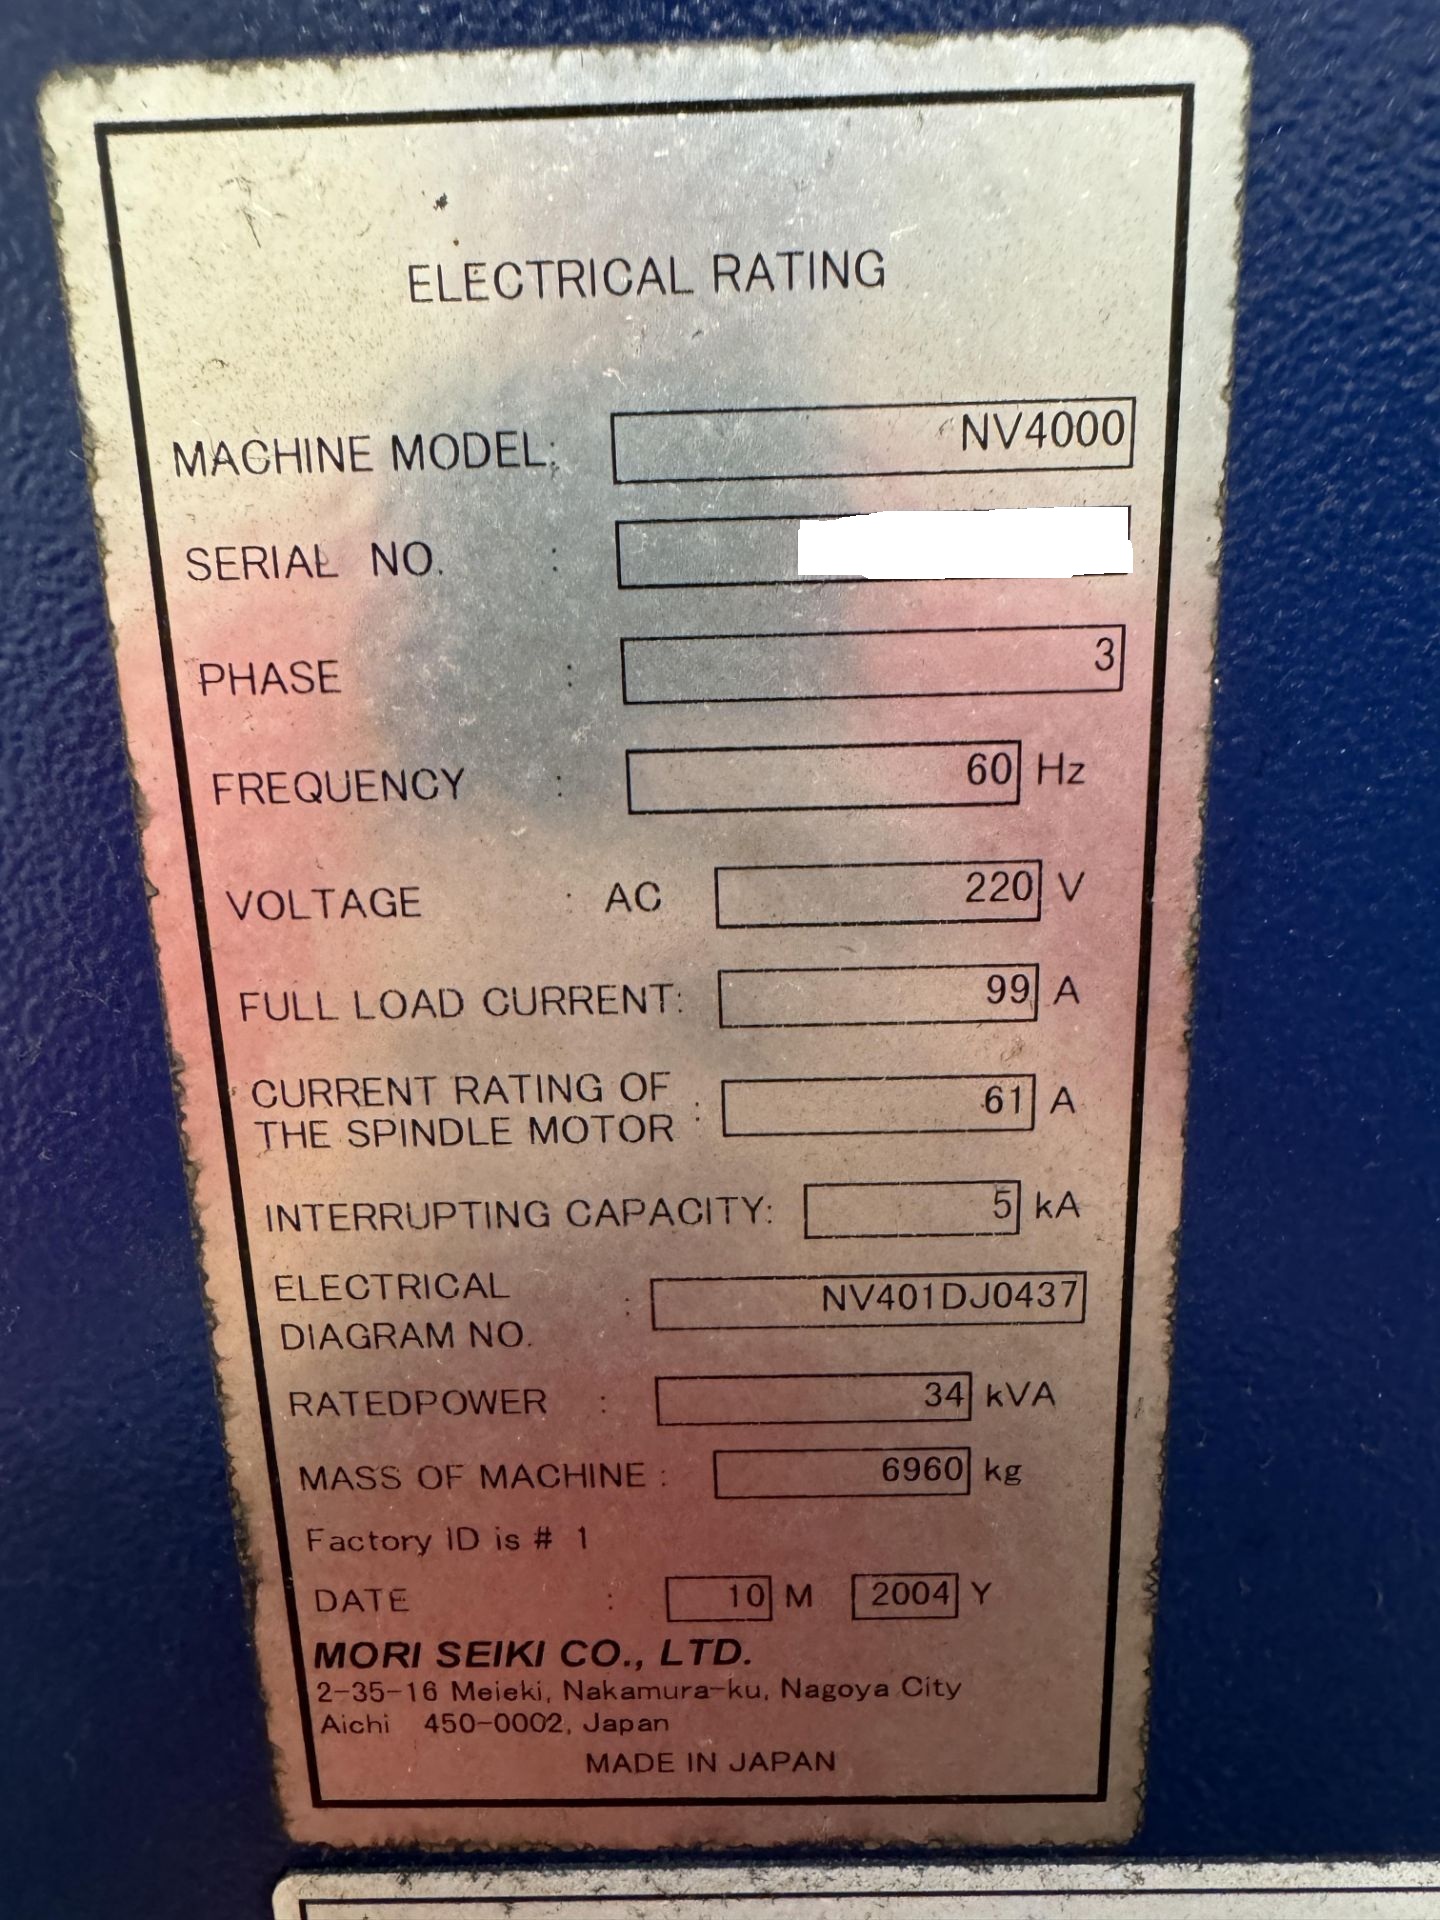 ELECTRICAL RATING
MACHINE MODEL: NV4000
SERIAL NO. :
PHASE : 3
FREQUENCY : 60 Hz
VOLTAGE : AC 220 V
FULL LOAD CURRENT: 99 A
CURRENT RATING OF
THE SPINDLE MOTOR : 61 A
INTERRUPTING CAPACITY: 5 kA
ELECTRICAL
DIAGRAM NO. : NV401DJ0437
RATEDPOWER : 34 kVA
MASS OF MACHINE : 6960 kg
Factory ID is # 1
DATE : 10 M 2004 Y
MORI SEIKI CO., LTD.
2-35-16 Meieki, Nakamura-ku, Nagoya City
Aichi 450-0002, Japan
MADE IN JAPAN